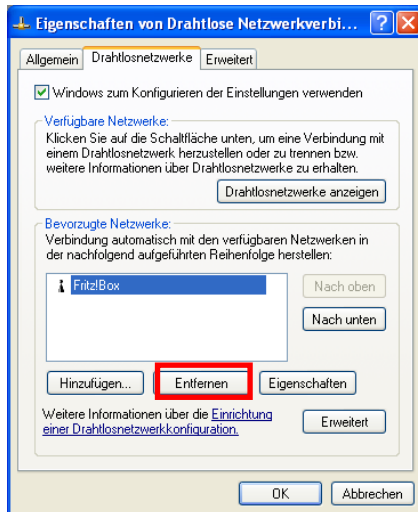 Eigenschaften von Drahtlose Netzwerkverbi...
Allgemein Drahtlosnetzwerke Erweitert
Windows zum Konfigurieren der Einstellungen verwenden
Verfügbare Netzwerke:
Klicken Sie auf die Schaltfläche unten, um eine Verbindung mit
einem Drahtlosnetzwerk herzustellen oder zu trennen bzw.
weitere Informationen über Drahtlosnetzwerke zu erhalten.
Drahtlosnetzwerke anzeigen
Bevorzugte Netzwerke:
Verbindung automatisch mit den verfügbaren Netzwerken in
der nachfolgend aufgeführten Reihenfolge herstellen:
Fritz!Box
Nach oben
Nach unten
Hinzufügen... Entfernen Eigenschaften
Weitere Informationen über die Einrichtung
einer Drahtlosnetzwerkkonfiguration.
Erweitert
OK Abbrechen